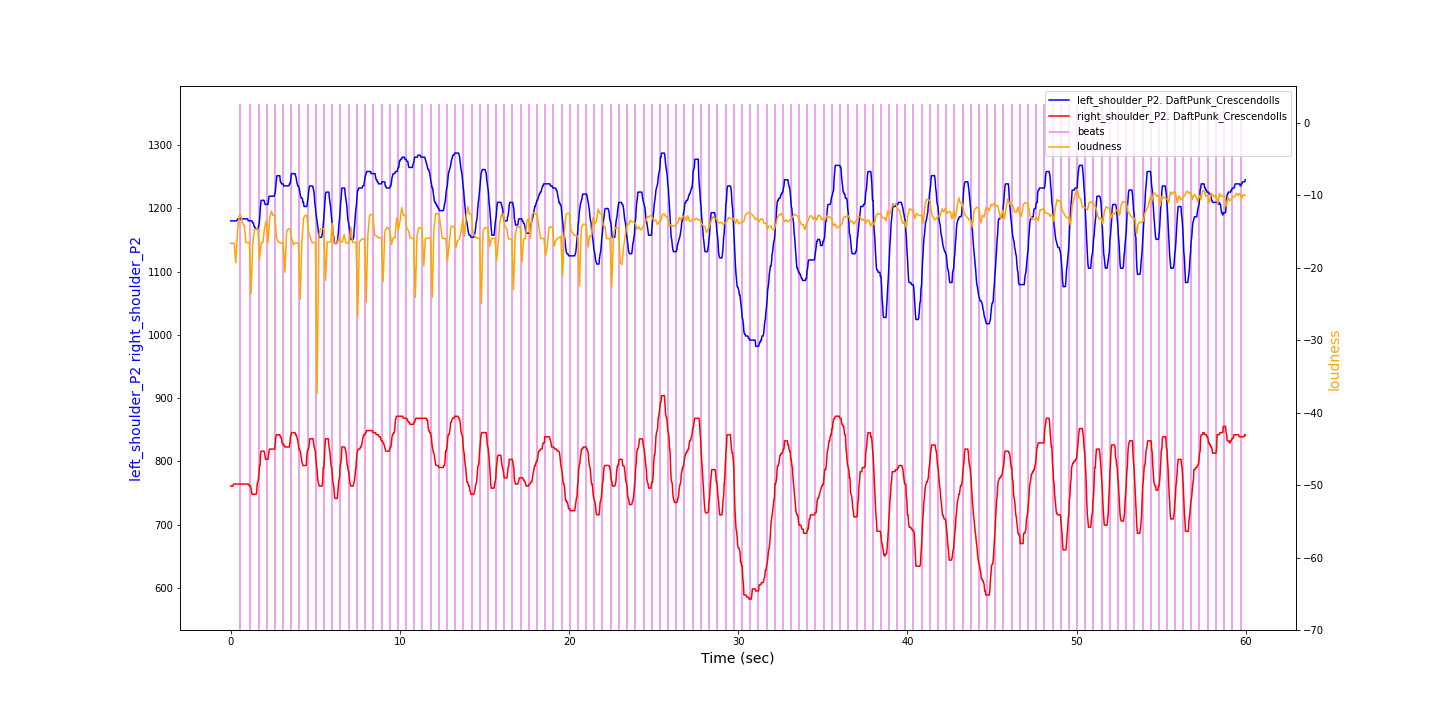 left_shoulder_P2. DaftPunk_Crescendolls
right_shoulder_P2. DaftPunk_Crescendolls
beats
loudness
left_shoulder_P2 right_shoulder_P2
1300
1200
1100
1000
900
800
700
600
0
−10
−20
−30
−40
−50
−60
−70
loudness
0 10 20 30 40 50 60
Time (sec)